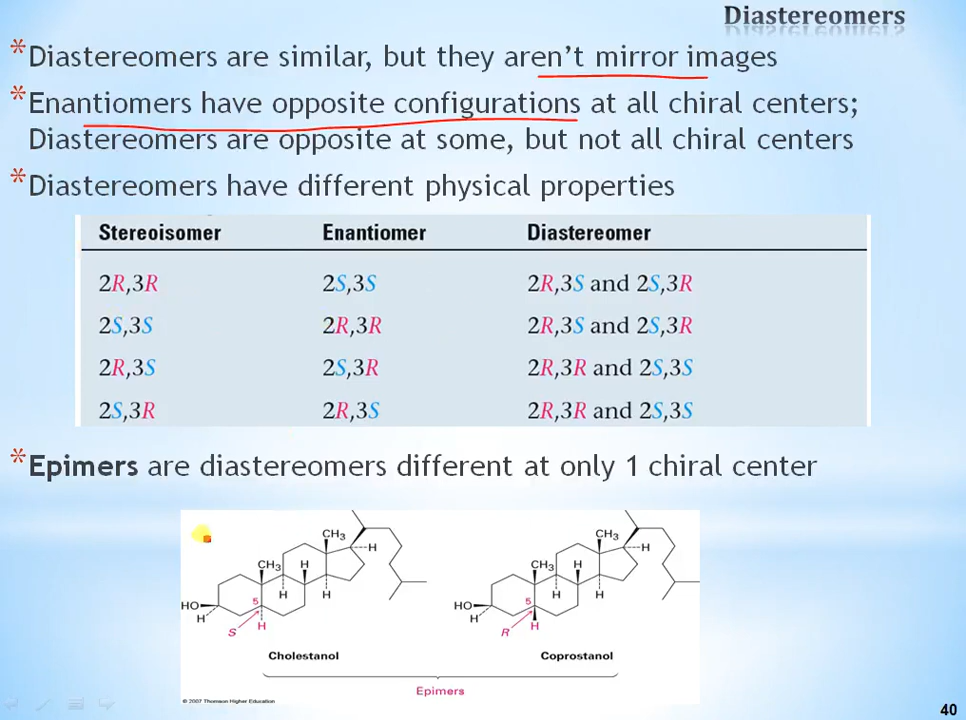 Diastereomers
* Diastereomers are similar, but they aren't mirror images
* Enantiomers have opposite configurations at all chiral centers;
Diastereomers are opposite at some, but not all chiral centers
* Diastereomers have different physical properties
Stereoisomer Enantiomer Diastereomer
2R,3R 2S,3S 2R,3S and 2S,3R
2S,3S 2R,3R 2R,3S and 2S,3R
2R,3S 2S,3R 2R,3R and 2S,3S
2S,3R 2R,3S 2R,3R and 2S,3S
* Epimers are diastereomers different at only 1 chiral center
CH3 H CH3 H
CH3 H CH3 H
H H H H
HO 5 HO 5
H S H H R H
Cholestanol Coprostanol
Epimers
© 2007 Thomson Higher Education
40